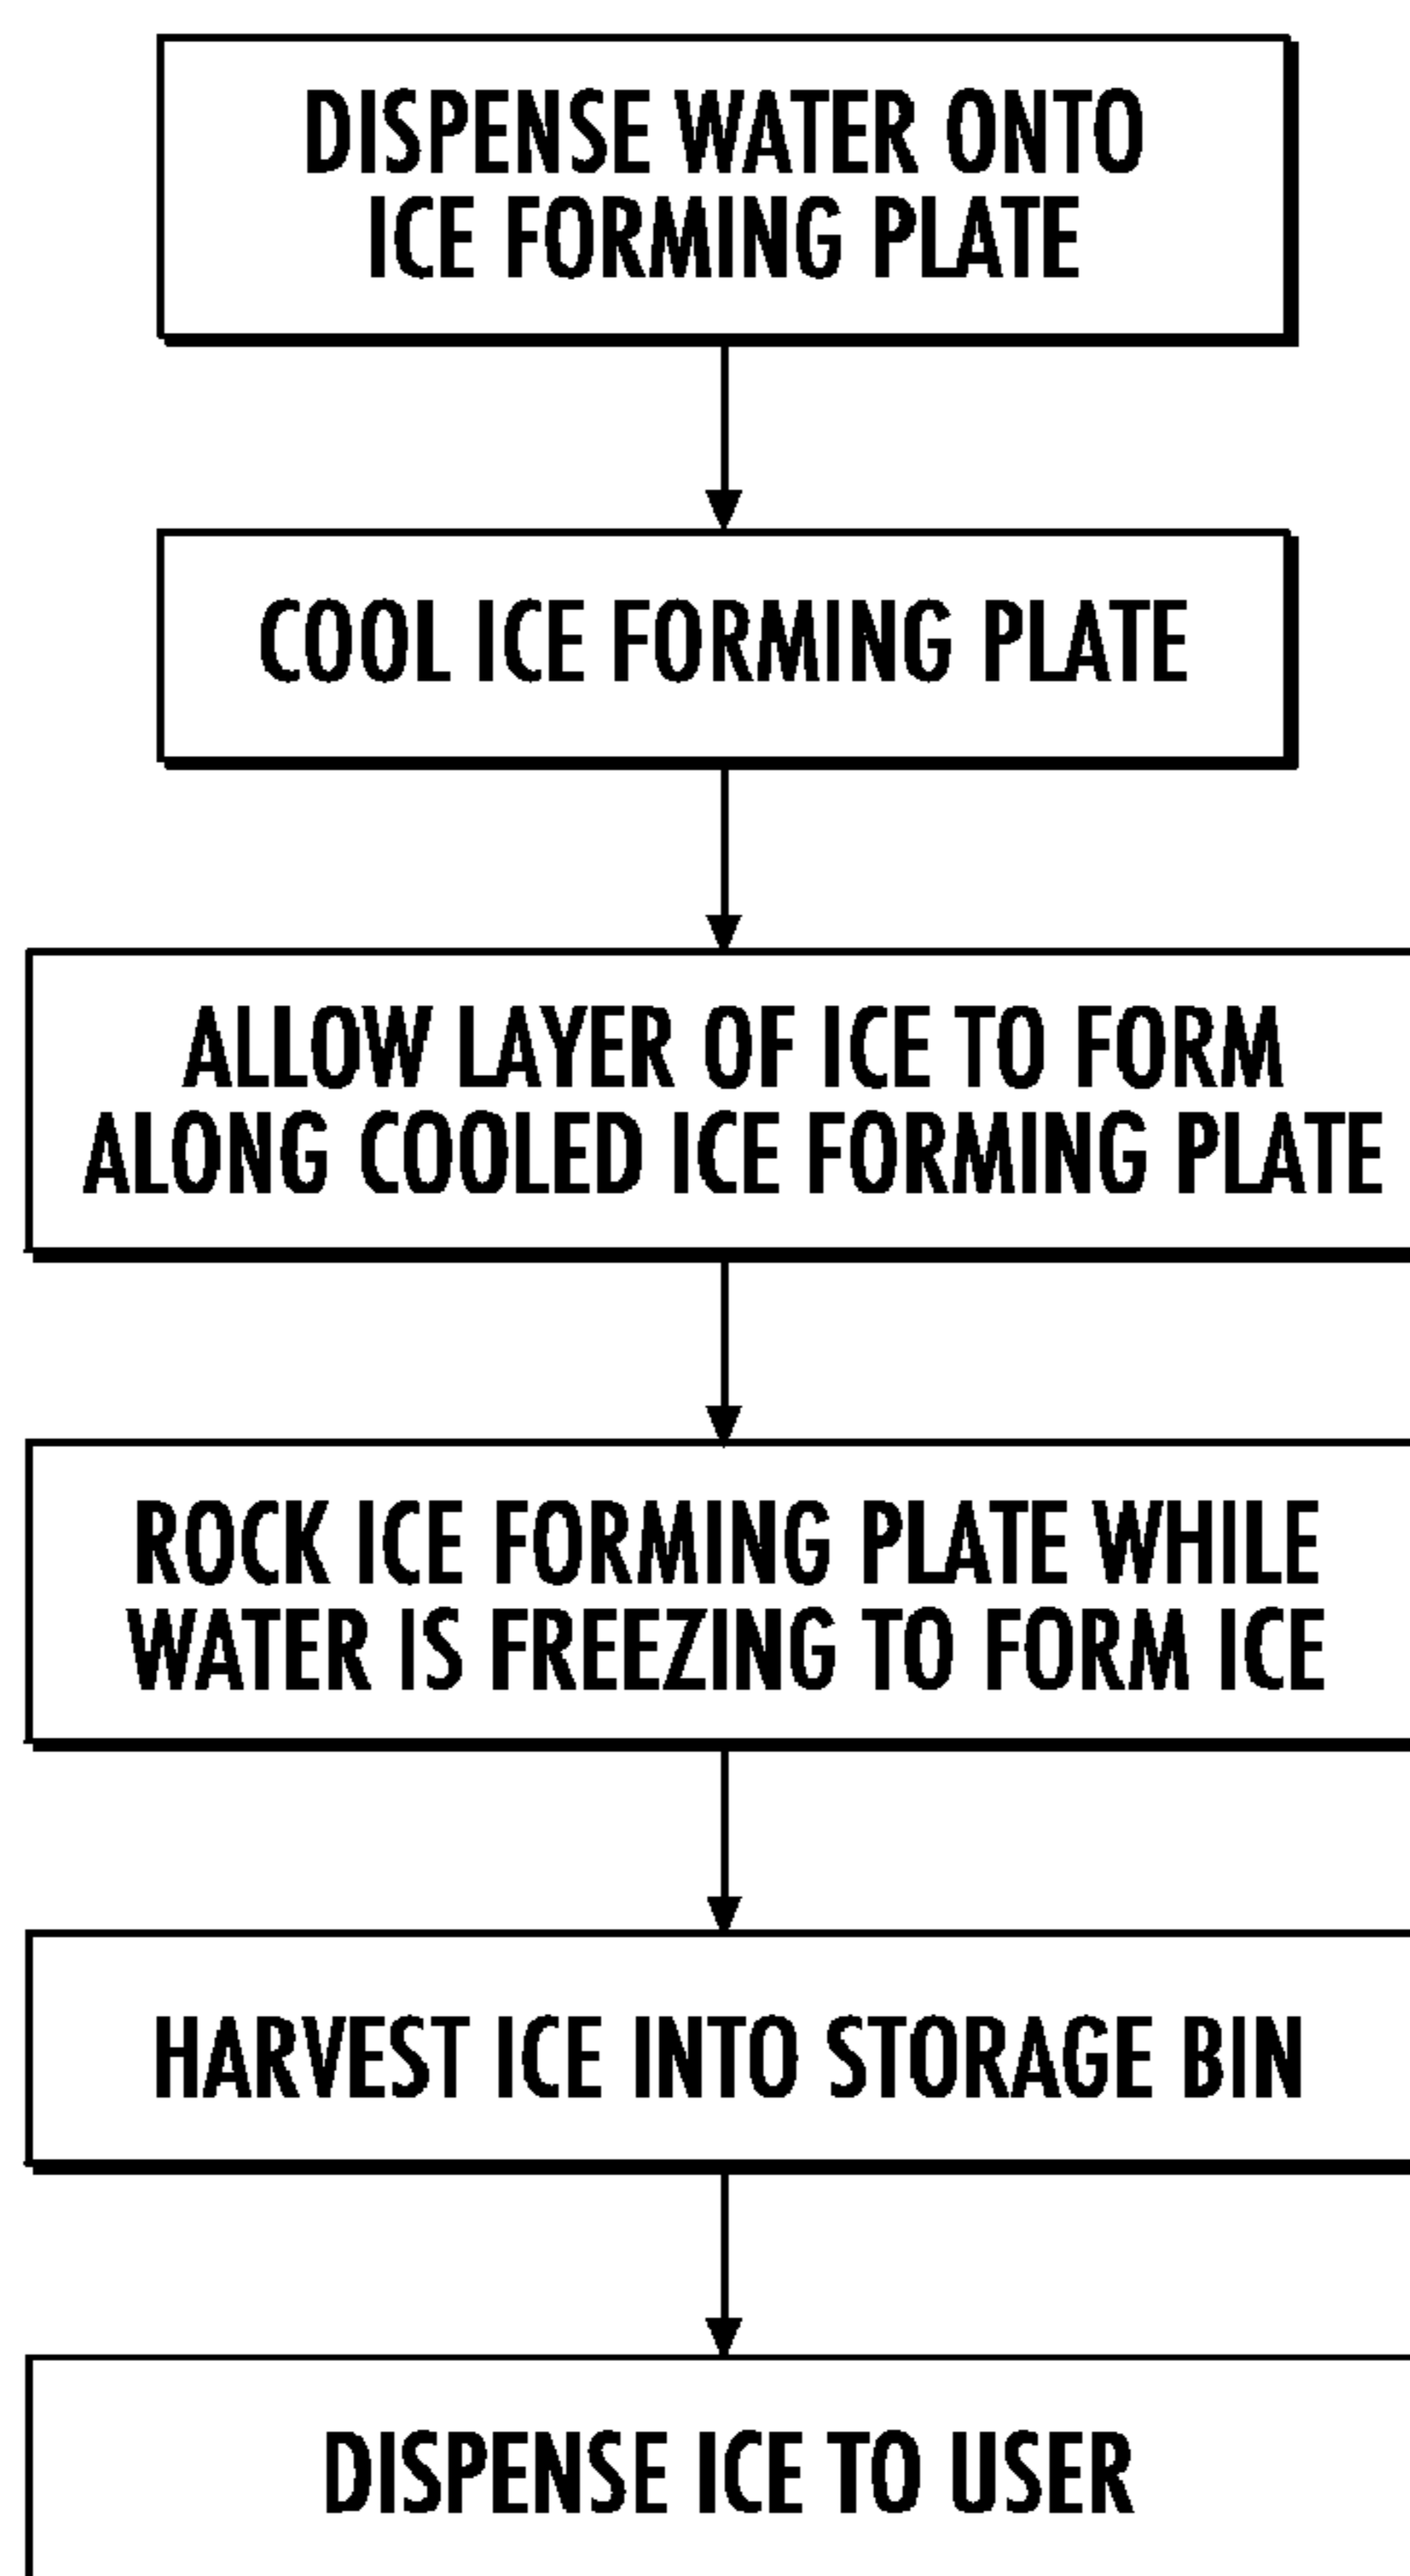 DISPENSE WATER ONTO
ICE FORMING PLATE
COOL ICE FORMING PLATE
ALLOW LAYER OF ICE TO FORM
ALONG COOLED ICE FORMING PLATE
ROCK ICE FORMING PLATE WHILE
WATER IS FREEZING TO FORM ICE
HARVEST ICE INTO STORAGE BIN
DISPENSE ICE TO USER